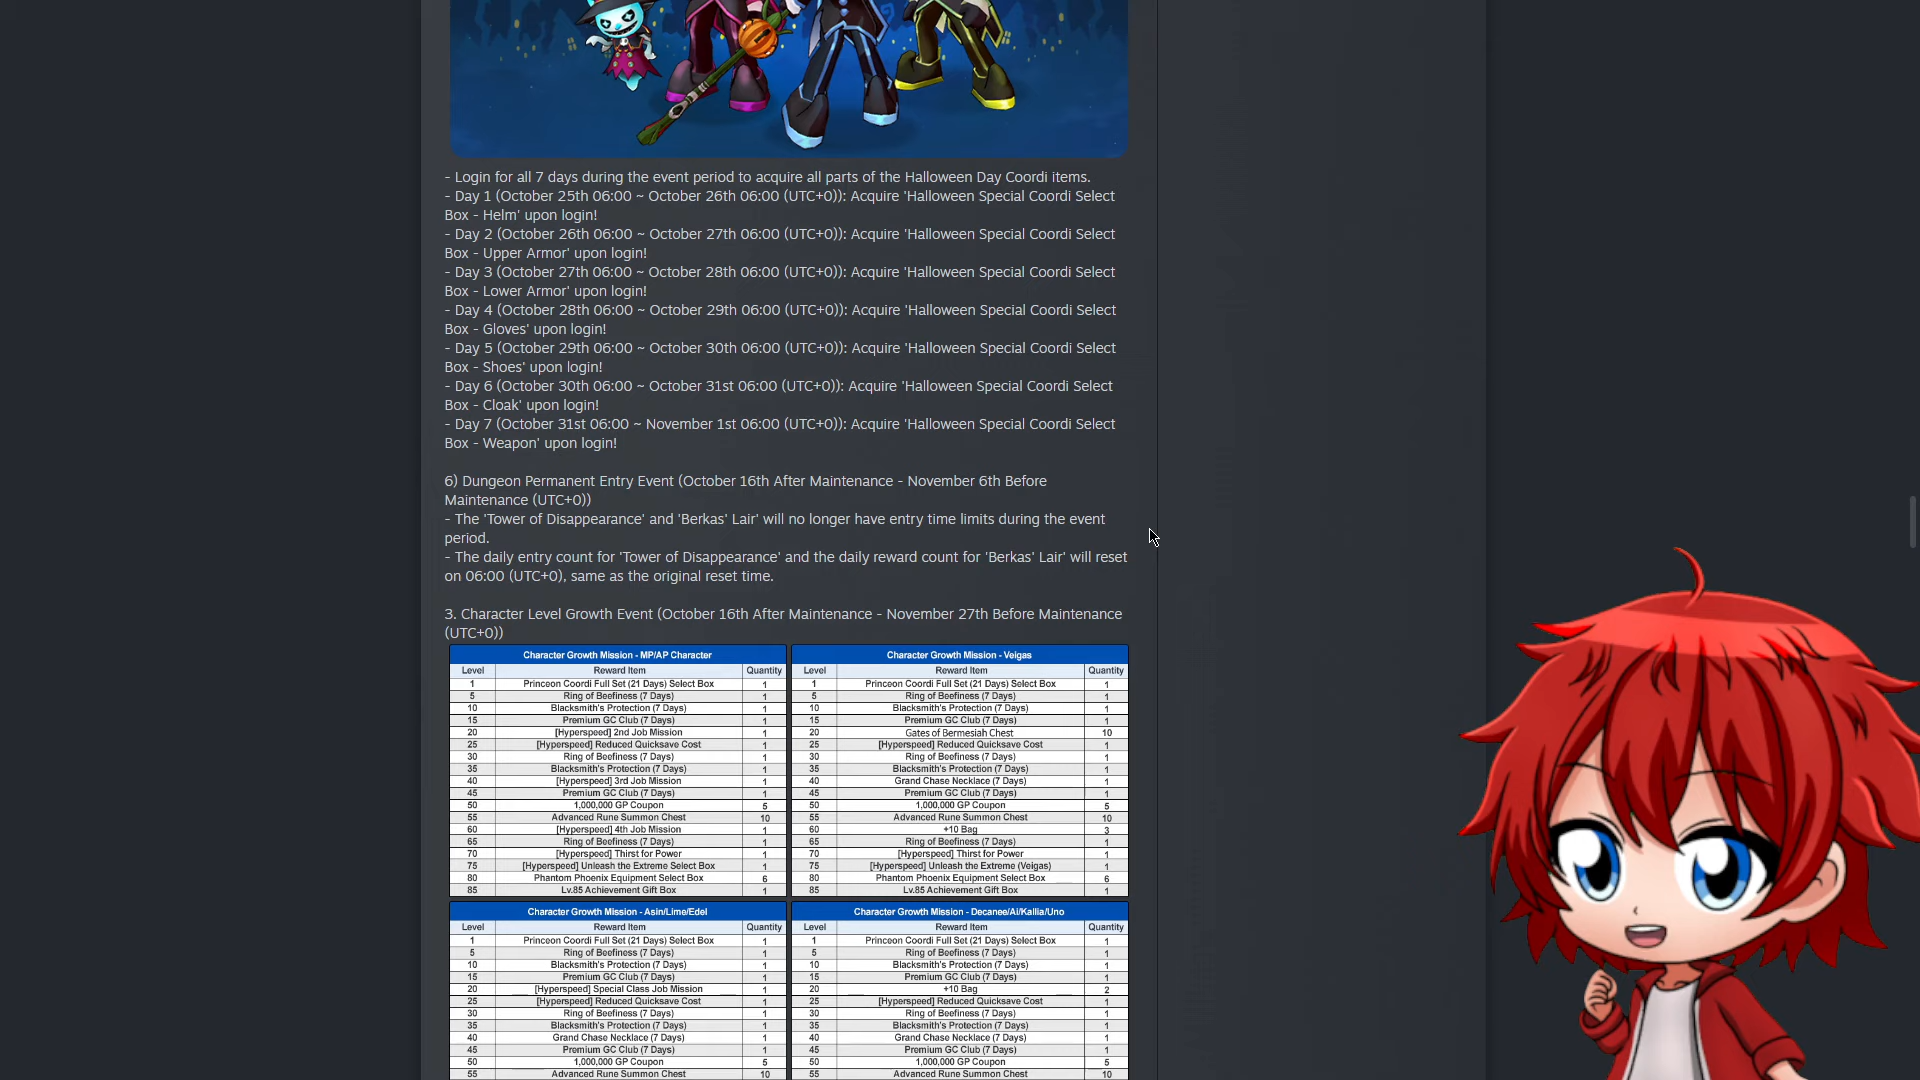 - Login for all 7 days during the event period to acquire all parts of the Halloween Day Coordi items.
- Day 1 (October 25th 06:00 ~ October 26th 06:00 (UTC+0)): Acquire 'Halloween Special Coordi Select
Box - Helm' upon login!
- Day 2 (October 26th 06:00 ~ October 27th 06:00 (UTC+0)): Acquire 'Halloween Special Coordi Select
Box - Upper Armor' upon login!
- Day 3 (October 27th 06:00 ~ October 28th 06:00 (UTC+0)): Acquire 'Halloween Special Coordi Select
Box - Lower Armor' upon login!
- Day 4 (October 28th 06:00 ~ October 29th 06:00 (UTC+0)): Acquire 'Halloween Special Coordi Select
Box - Gloves' upon login!
- Day 5 (October 29th 06:00 ~ October 30th 06:00 (UTC+0)): Acquire 'Halloween Special Coordi Select
Box - Shoes' upon login!
- Day 6 (October 30th 06:00 ~ October 31st 06:00 (UTC+0)): Acquire 'Halloween Special Coordi Select
Box - Cloak' upon login!
- Day 7 (October 31st 06:00 ~ November 1st 06:00 (UTC+0)): Acquire 'Halloween Special Coordi Select
Box - Weapon' upon login!
6) Dungeon Permanent Entry Event (October 16th After Maintenance - November 6th Before
Maintenance (UTC+0))
- The 'Tower of Disappearance' and 'Berkas' Lair' will no longer have entry time limits during the event
period.
- The daily entry count for 'Tower of Disappearance' and the daily reward count for 'Berkas' Lair' will reset
on 06:00 (UTC+0), same as the original reset time.
3. Character Level Growth Event (October 16th After Maintenance - November 27th Before Maintenance
(UTC+0))
Character Growth Mission - MP/AP Character
Level Reward Item Quantity
1 Princeon Coordi Full Set (21 Days) Select Box 1
5 Ring of Beefiness (7 Days) 1
10 Blacksmith's Protection (7 Days) 1
15 Premium GC Club (7 Days) 1
20 [Hyperspeed] 2nd Job Mission 1
25 [Hyperspeed] Reduced Quicksave Cost 1
30 Ring of Beefiness (7 Days) 1
35 Blacksmith's Protection (7 Days) 1
40 [Hyperspeed] 3rd Job Mission 1
45 Premium GC Club (7 Days) 1
50 1,000,000 GP Coupon 5
55 Advanced Rune Summon Chest 10
60 [Hyperspeed] 4th Job Mission 1
65 Ring of Beefiness (7 Days) 1
70 [Hyperspeed] Thirst for Power 1
75 [Hyperspeed] Unleash the Extreme Select Box 1
80 Phantom Phoenix Equipment Select Box 6
85 Lv.85 Achievement Gift Box 1
Character Growth Mission - Veigas
Level Reward Item Quantity
1 Princeon Coordi Full Set (21 Days) Select Box 1
5 Ring of Beefiness (7 Days) 1
10 Blacksmith's Protection (7 Days) 1
15 Premium GC Club (7 Days) 1
20 Gates of Bermesiah Chest 10
25 [Hyperspeed] Reduced Quicksave Cost 1
30 Ring of Beefiness (7 Days) 1
35 Blacksmith's Protection (7 Days) 1
40 Grand Chase Necklace (7 Days) 1
45 Premium GC Club (7 Days) 1
50 1,000,000 GP Coupon 5
55 Advanced Rune Summon Chest 10
60 +10 Bag 3
65 Ring of Beefiness (7 Days) 1
70 [Hyperspeed] Thirst for Power 1
75 [Hyperspeed] Unleash the Extreme (Veigas) 1
80 Phantom Phoenix Equipment Select Box 6
85 Lv.85 Achievement Gift Box 1
Character Growth Mission - Asin/Lime/Edel
Level Reward Item Quantity
1 Princeon Coordi Full Set (21 Days) Select Box 1
5 Ring of Beefiness (7 Days) 1
10 Blacksmith's Protection (7 Days) 1
15 Premium GC Club (7 Days) 1
20 [Hyperspeed] Special Class Job Mission 1
25 [Hyperspeed] Reduced Quicksave Cost 1
30 Ring of Beefiness (7 Days) 1
35 Blacksmith's Protection (7 Days) 1
40 Grand Chase Necklace (7 Days) 1
45 Premium GC Club (7 Days) 1
50 1,000,000 GP Coupon 5
55 Advanced Rune Summon Chest 10
Character Growth Mission - Decanee/Ai/Kallia/Uno
Level Reward Item Quantity
1 Princeon Coordi Full Set (21 Days) Select Box 1
5 Ring of Beefiness (7 Days) 1
10 Blacksmith's Protection (7 Days) 1
15 Premium GC Club (7 Days) 1
20 +10 Bag 2
25 [Hyperspeed] Reduced Quicksave Cost 1
30 Ring of Beefiness (7 Days) 1
35 Blacksmith's Protection (7 Days) 1
40 Grand Chase Necklace (7 Days) 1
45 Premium GC Club (7 Days) 1
50 1,000,000 GP Coupon 5
55 Advanced Rune Summon Chest 10